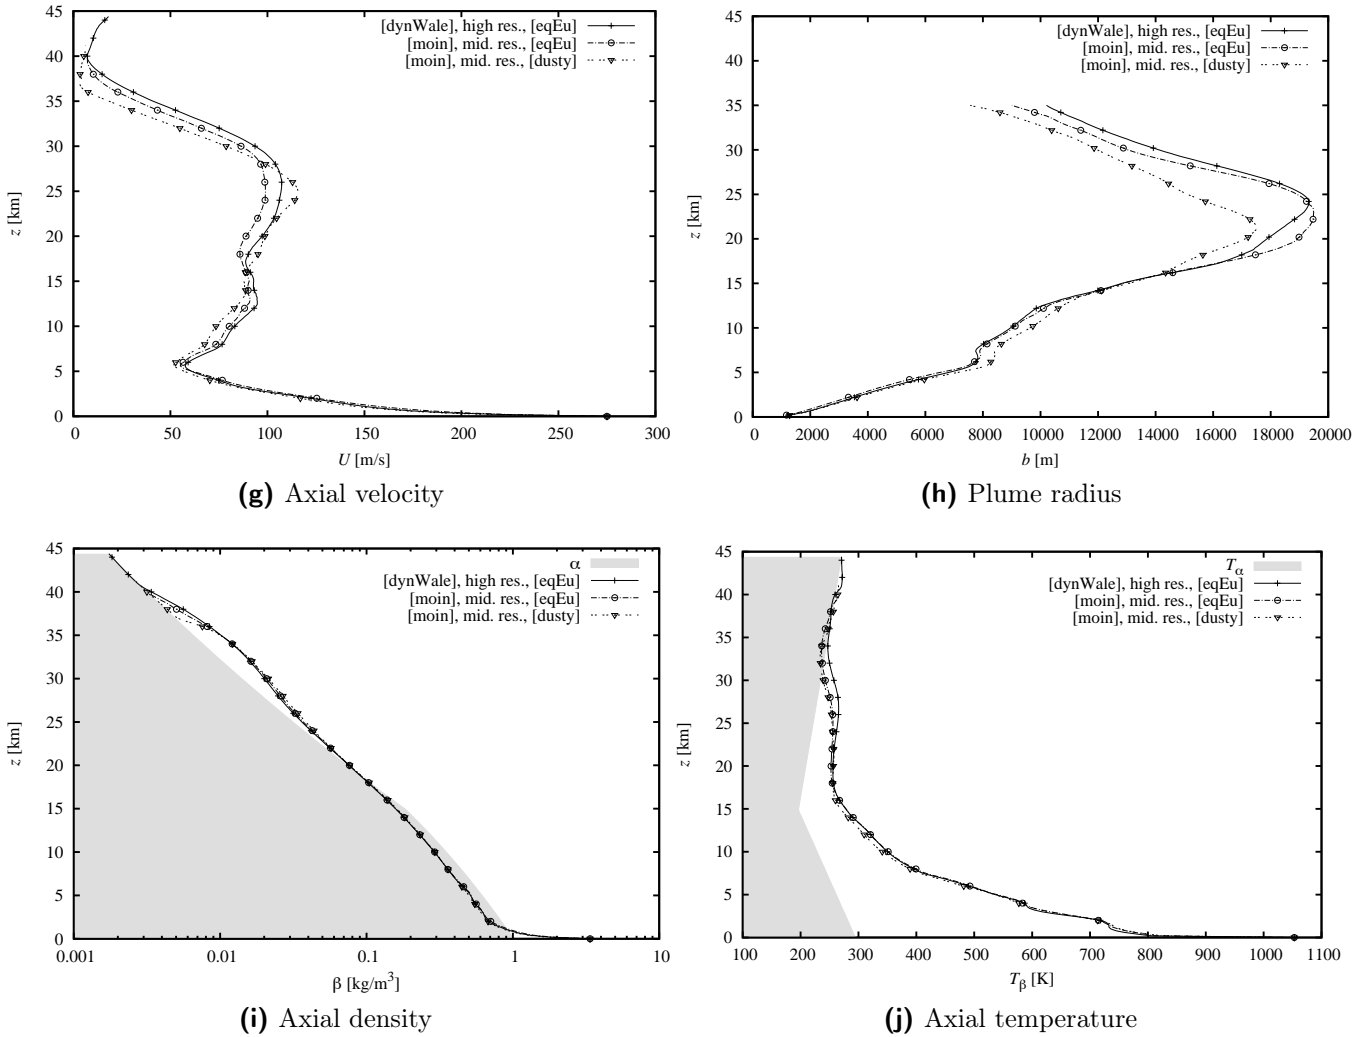 45
40
35
30
25
20
15
10
5
0
z [km]
0 50 100 150 200 250 300
U [m/s]
[dynWale], high res., [eqEu]
[moin], mid. res., [eqEu]
[moin], mid. res., [dusty]
(g) Axial velocity
45
40
35
30
25
20
15
10
5
0
z [km]
0 2000 4000 6000 8000 10000 12000 14000 16000 18000 20000
b [m]
[dynWale], high res., [eqEu]
[moin], mid. res., [eqEu]
[moin], mid. res., [dusty]
(h) Plume radius
45
40
35
30
25
20
15
10
5
0
z [km]
0.001 0.01 0.1 1 10
β [kg/m³]
α
[dynWale], high res., [eqEu]
[moin], mid. res., [eqEu]
[moin], mid. res., [dusty]
(i) Axial density
45
40
35
30
25
20
15
10
5
0
z [km]
100 200 300 400 500 600 700 800 900 1000 1100
Tβ [K]
Tα
[dynWale], high res., [eqEu]
[moin], mid. res., [eqEu]
[moin], mid. res., [dusty]
(j) Axial temperature